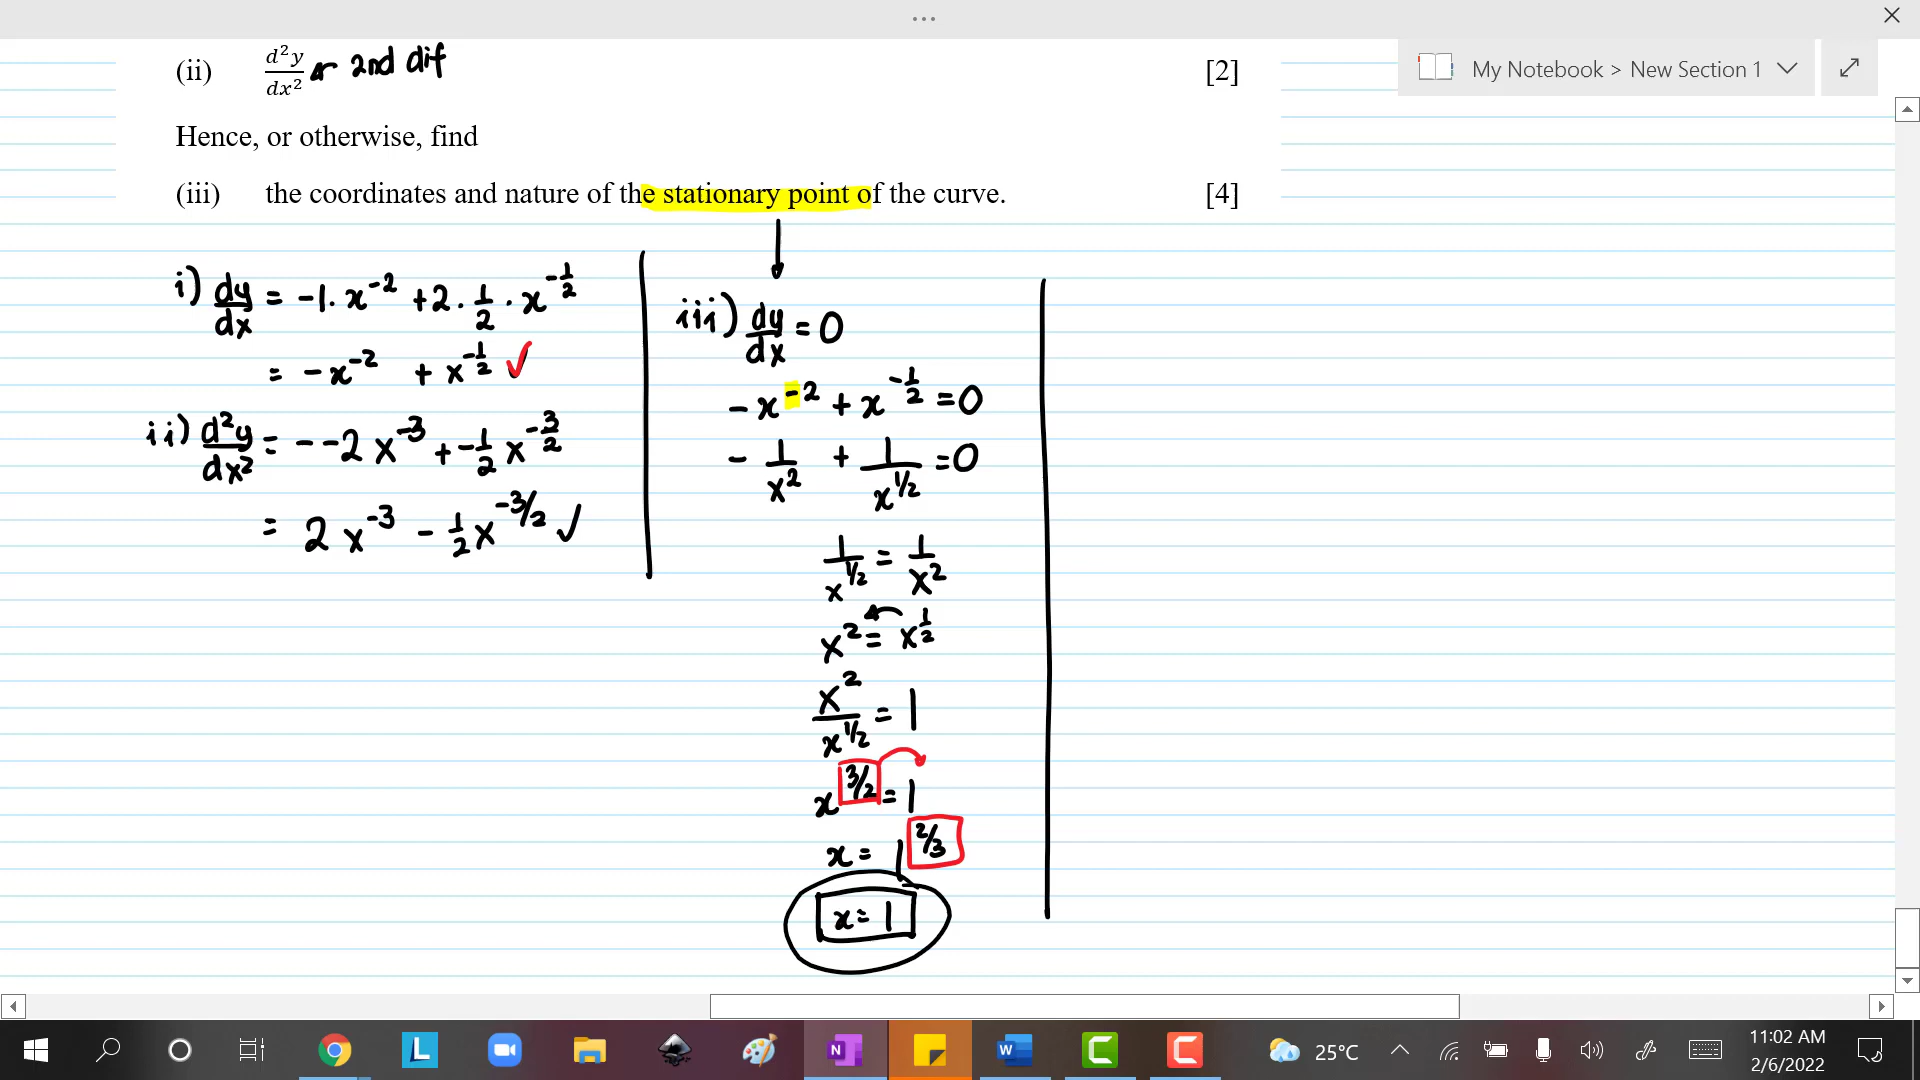 (ii) d²y/dx² or 2nd dif [2]
My Notebook > New Section 1
Hence, or otherwise, find
(iii) the coordinates and nature of the stationary point of the curve. [4]
i) dy/dx = -1·x^-2 + 2·1/2·x^-1/2
= -x^-2 + x^-1/2 ✓
ii) d²y/dx² = --2x^-3 + -1/2x^-3/2
= 2x^-3 - 1/2x^-3/2 ✓
iii) dy/dx = 0
-x^-2 + x^-1/2 = 0
-1/x² + 1/x^1/2 = 0
1/x^1/2 = 1/x²
x² = x^1/2
x²/x^1/2 = 1
x^3/2 = 1
x = 1^2/3
x = 1
L
N
W
25°C
11:02 AM
2/6/2022